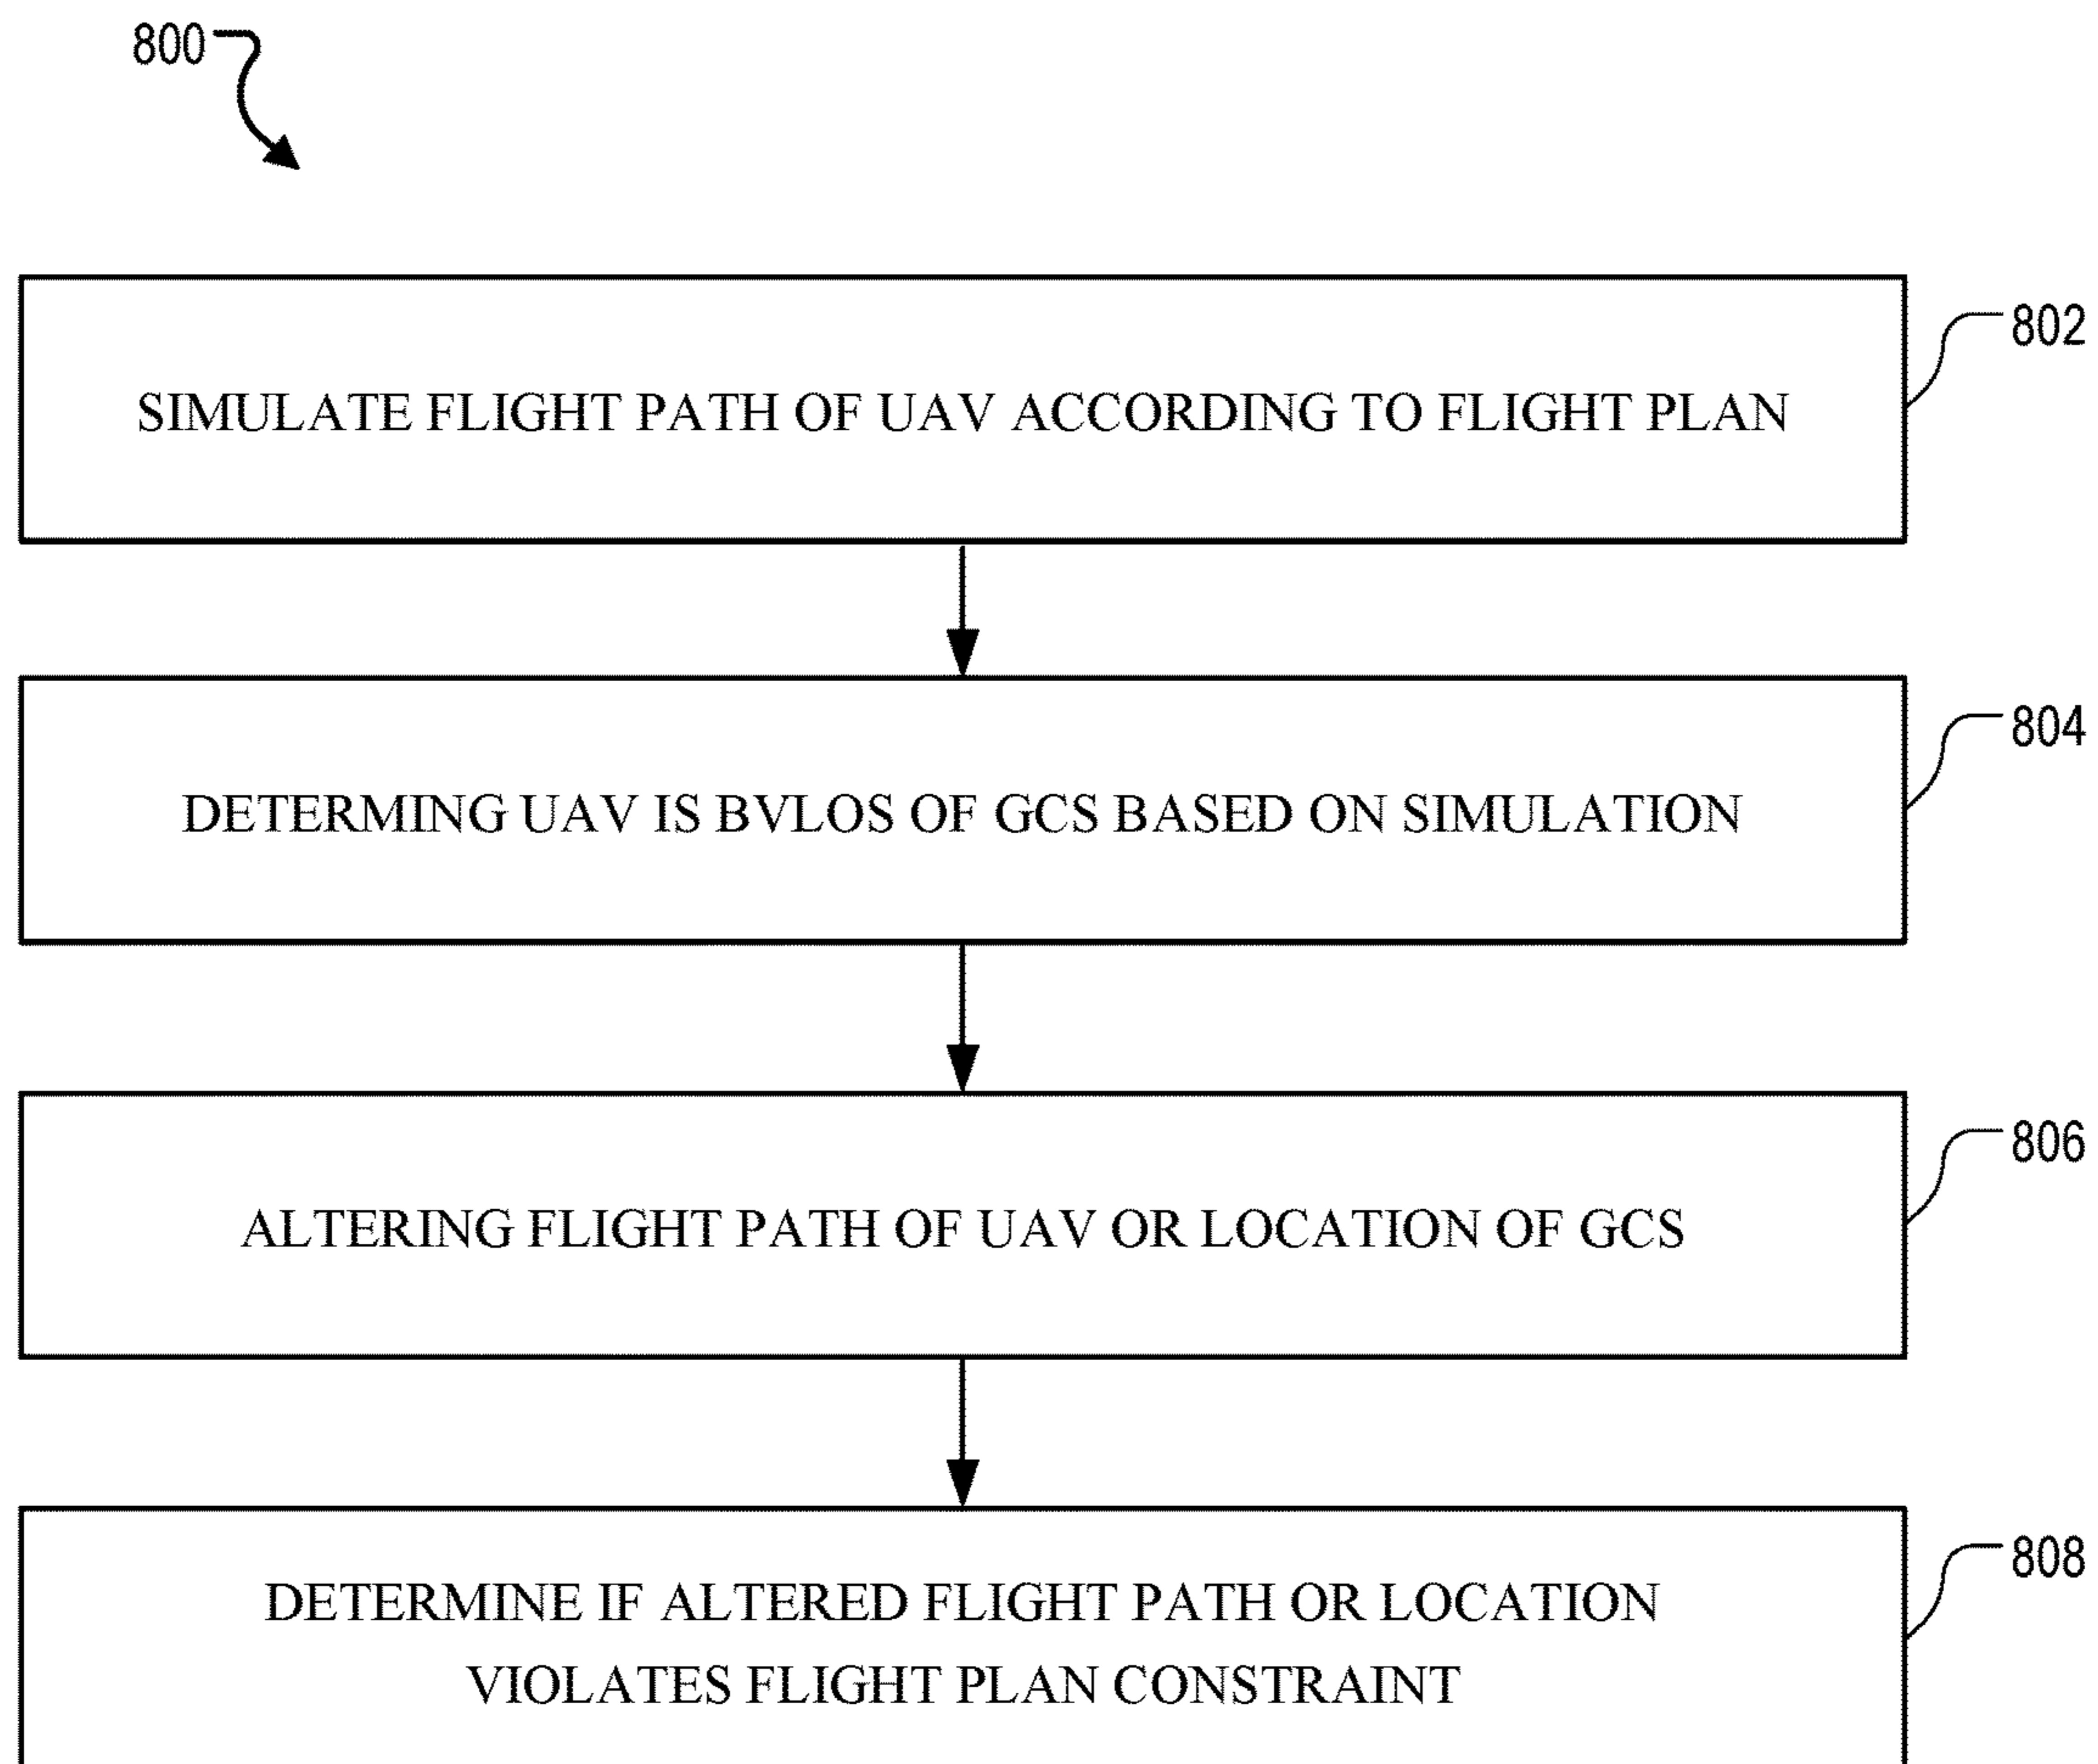 800
SIMULATE FLIGHT PATH OF UAV ACCORDING TO FLIGHT PLAN
802
DETERMING UAV IS BVLOS OF GCS BASED ON SIMULATION
804
ALTERING FLIGHT PATH OF UAV OR LOCATION OF GCS
806
DETERMINE IF ALTERED FLIGHT PATH OR LOCATION
VIOLATES FLIGHT PLAN CONSTRAINT
808